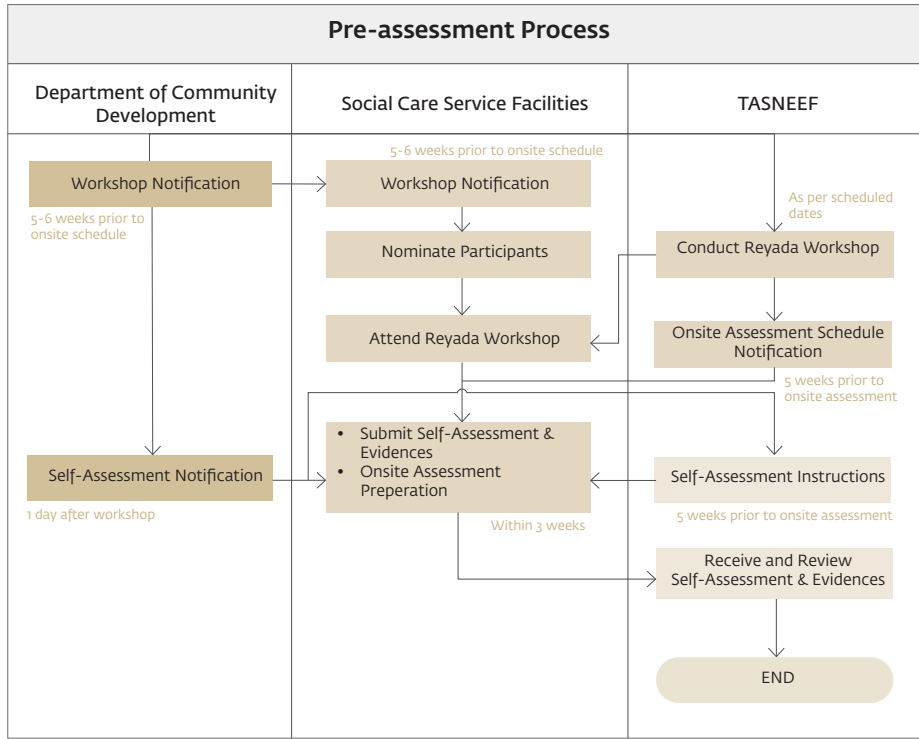 Pre-assessment Process
Department of Community
Development
Social Care Service Facilities
TASNEEF
5-6 weeks prior to onsite schedule
Workshop Notification
Workshop Notification
5-6 weeks prior to
onsite schedule
As per scheduled
dates
Nominate Participants
Conduct Reyada Workshop
Attend Reyada Workshop
Onsite Assessment Schedule
Notification
5 weeks prior to
onsite assessment
• Submit Self-Assessment &
Evidences
• Onsite Assessment
Preperation
Self-Assessment Notification
Self-Assessment Instructions
1 day after workshop
Within 3 weeks
5 weeks prior to onsite assessment
Receive and Review
Self-Assessment & Evidences
END